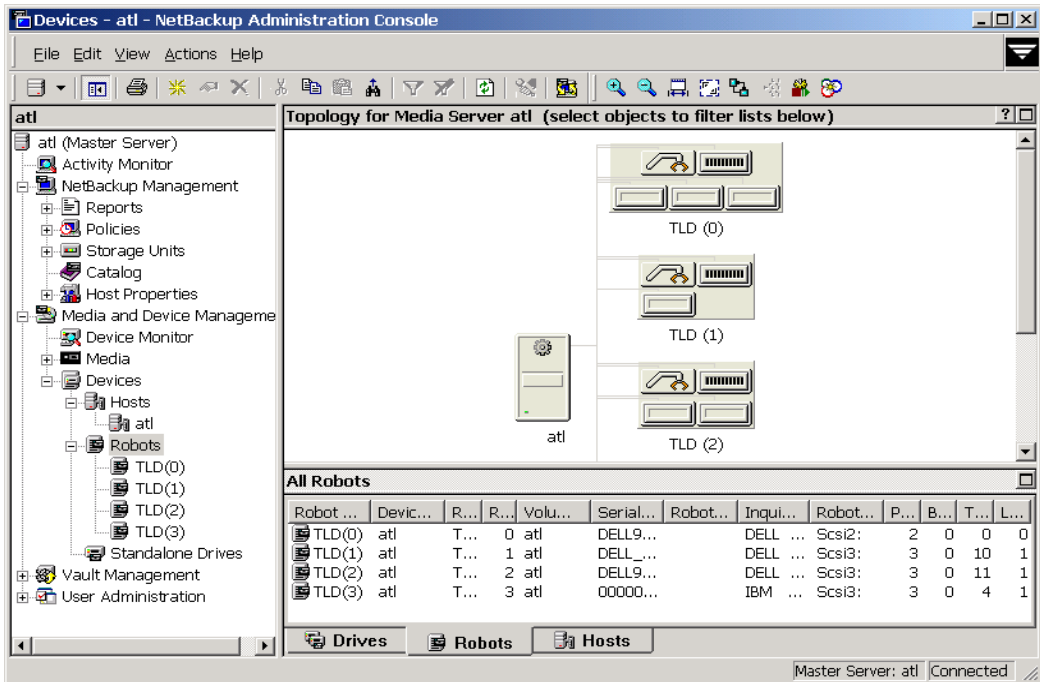 Devices - atl - NetBackup Administration Console
File Edit View Actions Help
atl
Topology for Media Server atl (select objects to filter lists below)
atl (Master Server)
Activity Monitor
NetBackup Management
Reports
Policies
Storage Units
Catalog
Host Properties
Media and Device Manageme
Device Monitor
Media
Devices
Hosts
atl
Robots
TLD(0)
TLD(1)
TLD(2)
TLD(3)
Standalone Drives
Vault Management
User Administration
TLD (0)
TLD (1)
atl
TLD (2)
All Robots
Robot ... Devic... R... R... Volu... Serial... Robot... Inqui... Robot... P... B... T... L...
TLD(0) atl T... 0 atl DELL9... DELL ... Scsi2: 2 0 0 0
TLD(1) atl T... 1 atl DELL_... DELL ... Scsi3: 3 0 10 1
TLD(2) atl T... 2 atl DELL9... DELL ... Scsi3: 3 0 11 1
TLD(3) atl T... 3 atl 00000... IBM ... Scsi3: 3 0 4 1
Drives Robots Hosts
Master Server: atl Connected